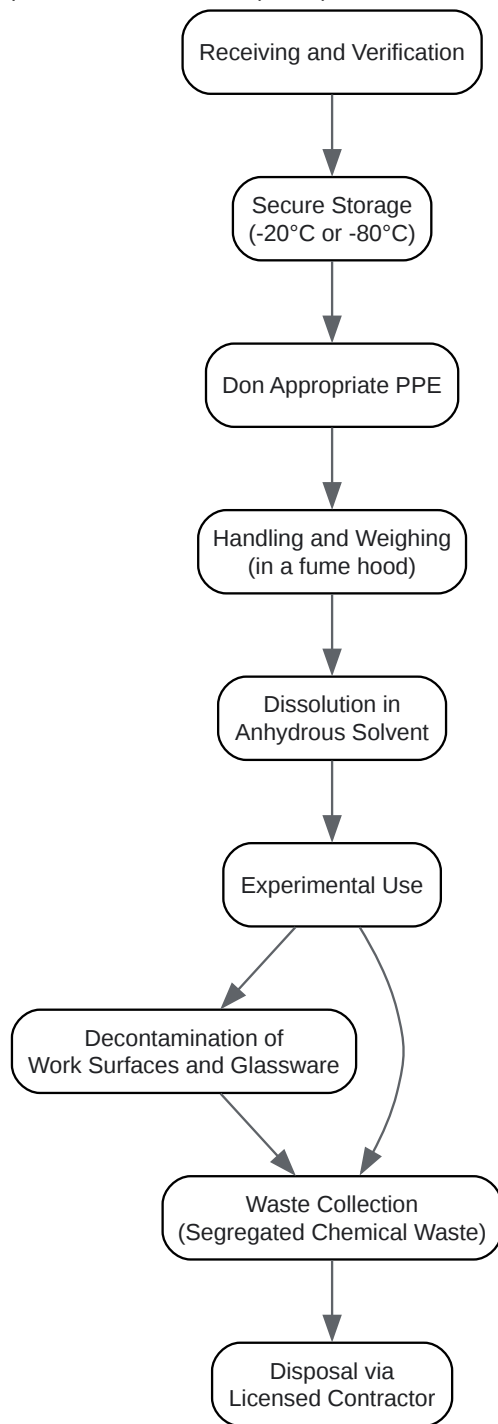 Receiving and Verification
Secure Storage
(-20°C or -80°C)
Don Appropriate PPE
Handling and Weighing
(in a fume hood)
Dissolution in
Anhydrous Solvent
Experimental Use
Decontamination of
Work Surfaces and Glassware
Waste Collection
(Segregated Chemical Waste)
Disposal via
Licensed Contractor